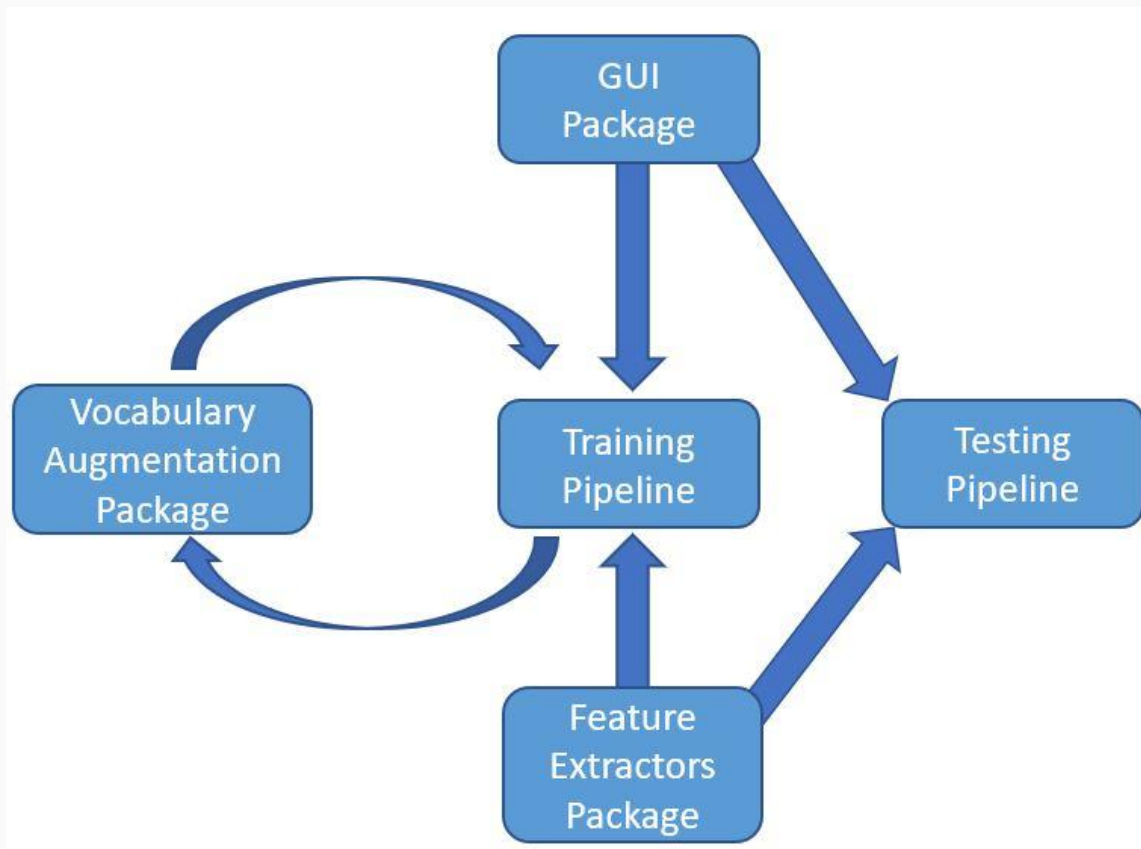 GUI
Package
Vocabulary
Augmentation
Package
Training
Pipeline
Testing
Pipeline
Feature
Extractors
Package